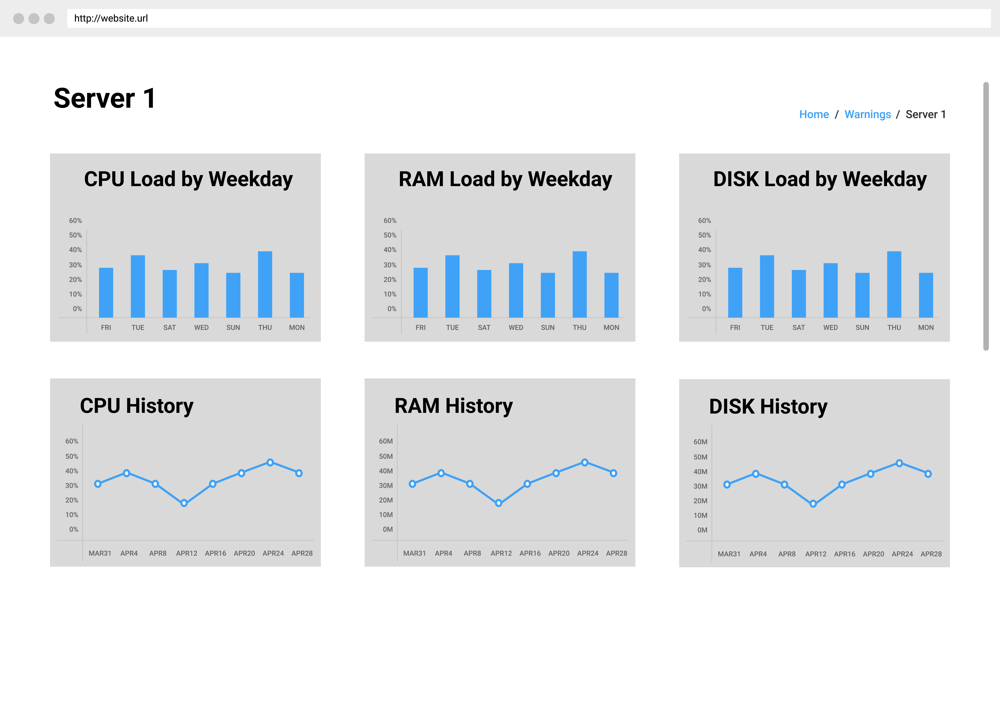 http://website.url
Server 1
Home / Warnings / Server 1
CPU Load by Weekday
60%
50%
40%
30%
20%
10%
0%
FRI TUE SAT WED SUN THU MON
RAM Load by Weekday
60%
50%
40%
30%
20%
10%
0%
FRI TUE SAT WED SUN THU MON
DISK Load by Weekday
60%
50%
40%
30%
20%
10%
0%
FRI TUE SAT WED SUN THU MON
CPU History
60%
50%
40%
30%
20%
10%
0%
MAR31 APR4 APR8 APR12 APR16 APR20 APR24 APR28
RAM History
60M
50M
40M
30M
20M
10M
0M
MAR31 APR4 APR8 APR12 APR16 APR20 APR24 APR28
DISK History
60M
50M
40M
30M
20M
10M
0M
MAR31 APR4 APR8 APR12 APR16 APR20 APR24 APR28